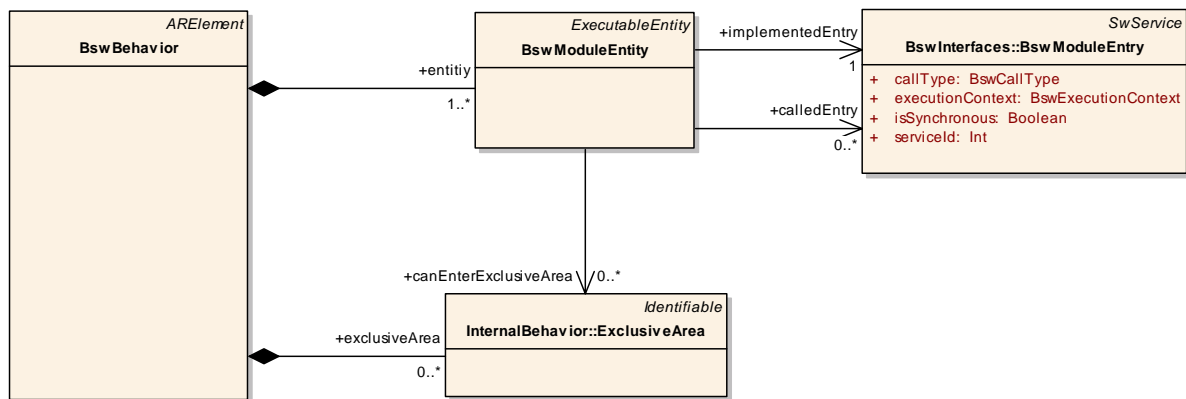 ARElement
BswBehavior
+entitiy
1..*
ExecutableEntity
BswModuleEntity
+implementedEntry
1
+calledEntry
0..*
SwService
BswInterfaces::BswModuleEntry
+ callType: BswCallType
+ executionContext: BswExecutionContext
+ isSynchronous: Boolean
+ serviceId: Int
+canEnterExclusiveArea
0..*
+exclusiveArea
0..*
Identifiable
InternalBehavior::ExclusiveArea